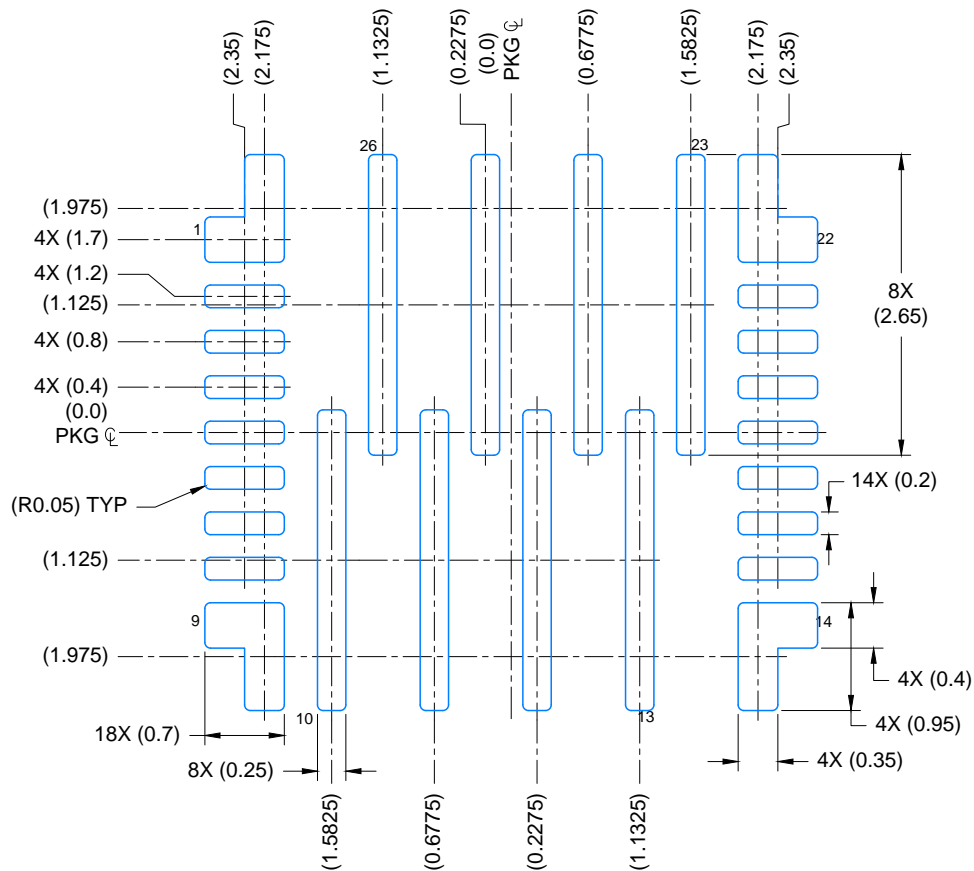 (2.35)
(2.175)
(1.1325)
(0.2275)
(0.0)
PKG ℄
(0.6775)
(1.5825)
(2.175)
(2.35)
26
23
(1.975)
1
4X (1.7)
22
4X (1.2)
(1.125)
8X
(2.65)
4X (0.8)
4X (0.4)
(0.0)
PKG ℄
14X (0.2)
(R0.05) TYP
(1.125)
9
14
(1.975)
4X (0.4)
10
13
4X (0.95)
18X (0.7)
4X (0.35)
8X (0.25)
(1.5825)
(0.6775)
(0.2275)
(1.1325)